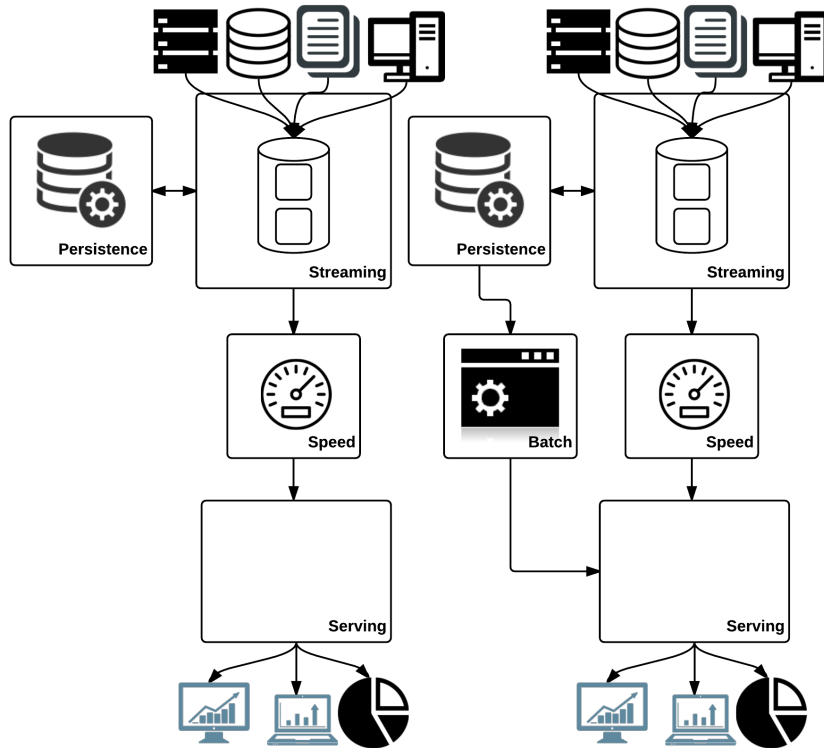 Persistence
Streaming
Speed
Serving
Persistence
Streaming
Batch
Speed
Serving